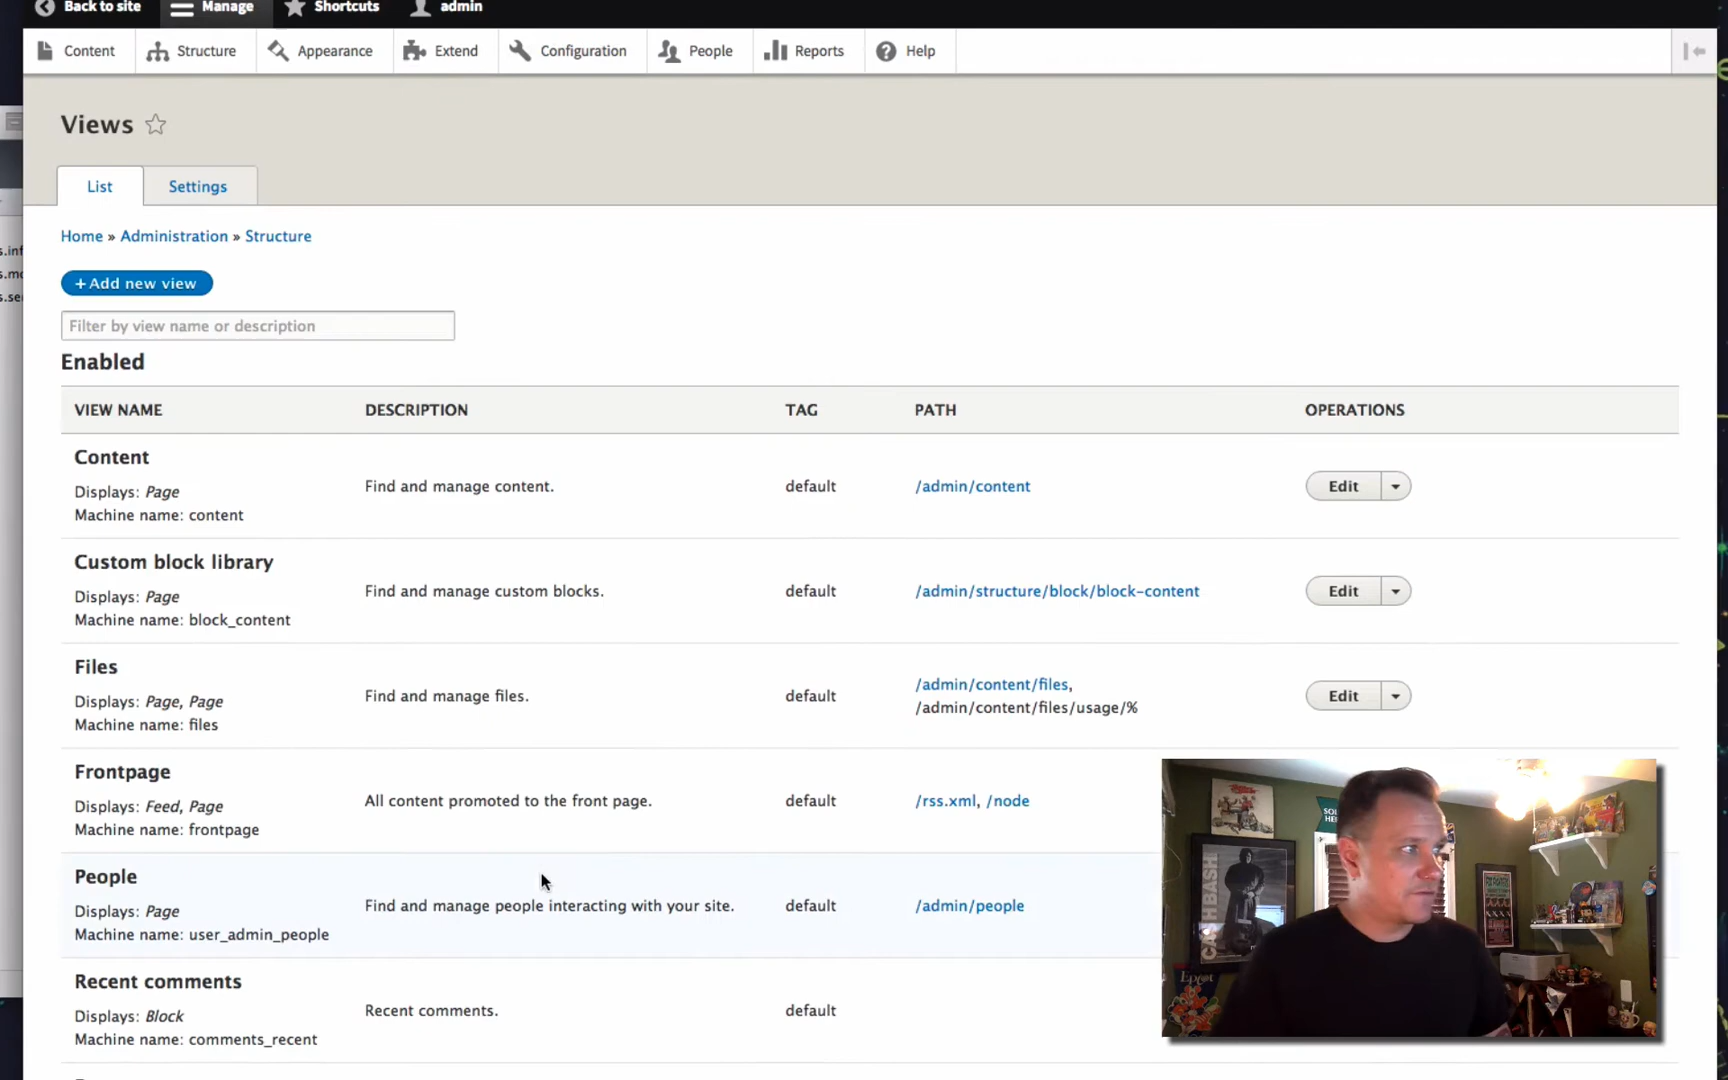 Back to site Manage Shortcuts admin
Content Structure Appearance Extend Configuration People Reports Help
Views
List Settings
Home » Administration » Structure
+ Add new view
Filter by view name or description
Enabled
VIEW NAME DESCRIPTION TAG PATH OPERATIONS
Content
Displays: Page
Machine name: content
Find and manage content. default /admin/content Edit
Custom block library
Displays: Page
Machine name: block_content
Find and manage custom blocks. default /admin/structure/block/block-content Edit
Files
Displays: Page, Page
Machine name: files
Find and manage files. default /admin/content/files,
/admin/content/files/usage/%
Edit
Frontpage
Displays: Feed, Page
Machine name: frontpage
All content promoted to the front page. default /rss.xml, /node
People
Displays: Page
Machine name: user_admin_people
Find and manage people interacting with your site. default /admin/people
Recent comments
Displays: Block
Machine name: comments_recent
Recent comments. default
s.inf
s.mo
s.se
CASHBASH
Epcot